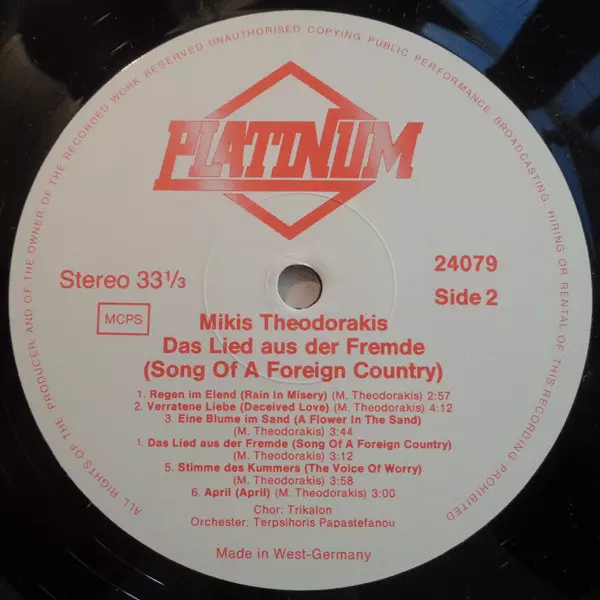 ALL RIGHTS OF THE PRODUCER, AND OF THE OWNER OF THE RECORDED WORK RESERVED UNAUTHORISED COPYING PUBLIC PERFORMANCE BROADCASTING, HIRING OR RENTAL OF THIS RECORDING PROHIBITED
PLATINUM
Stereo 33 1/3
24079
MCPS
Side 2
Mikis Theodorakis
Das Lied aus der Fremde
(Song Of A Foreign Country)
1. Regen im Elend (Rain In Misery) (M. Theodorakis) 2:57
2. Verratene Liebe (Deceived Love) (M. Theodorakis) 4:12
3. Eine Blume im Sand (A Flower In The Sand)
(M. Theodorakis) 3:44
. Das Lied aus der Fremde (Song Of A Foreign Country)
(M. Theodorakis) 3:12
5. Stimme des Kummers (The Voice Of Worry)
(M. Theodorakis) 3:58
6. April (April) (M. Theodorakis) 3:00
Chor: Trikalon
Orchester: Terpsihoris Papastefanou
Made in West-Germany